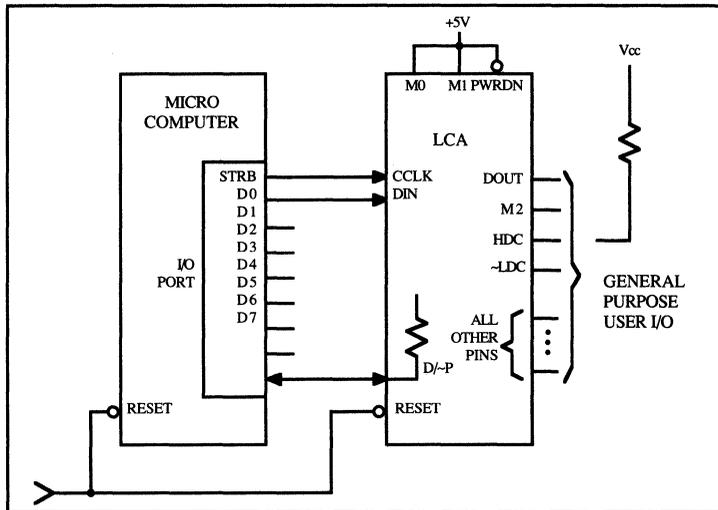 +5V
Vcc
M0 M1 PWRDN
MICRO
COMPUTER
LCA
STRB
D0
D1
D2
D3
D4
D5
D6
D7
I/O
PORT
CCLK
DIN
DOUT
M2
HDC
~LDC
GENERAL
PURPOSE
USER I/O
ALL
OTHER
PINS
D/~P
RESET
RESET